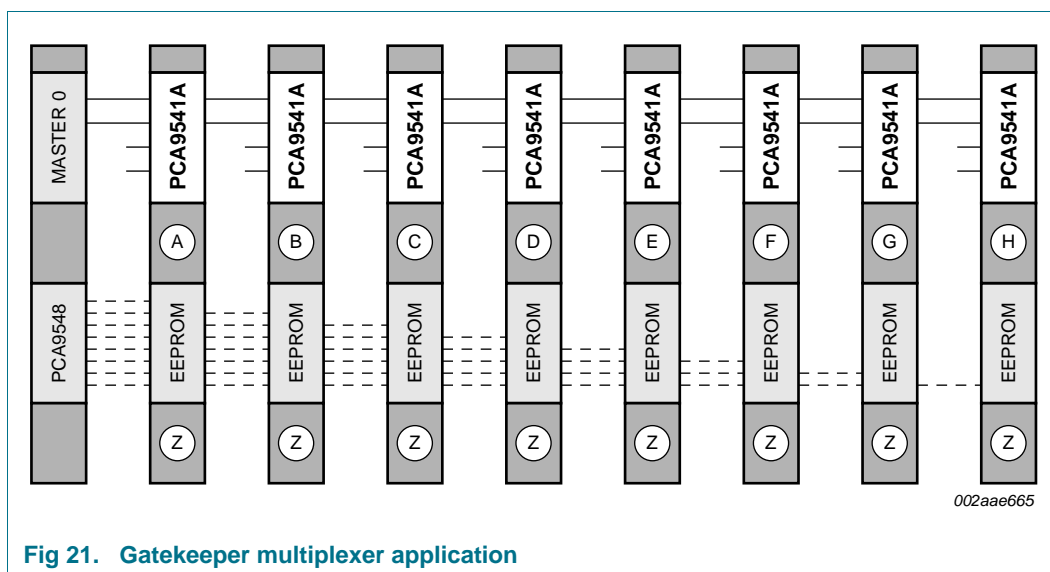 MASTER 0
PCA9541A
PCA9541A
PCA9541A
PCA9541A
PCA9541A
PCA9541A
PCA9541A
PCA9541A
A
B
C
D
E
F
G
H
PCA9548
EEPROM
EEPROM
EEPROM
EEPROM
EEPROM
EEPROM
EEPROM
EEPROM
Z
Z
Z
Z
Z
Z
Z
Z
002aae665
Fig 21. Gatekeeper multiplexer application